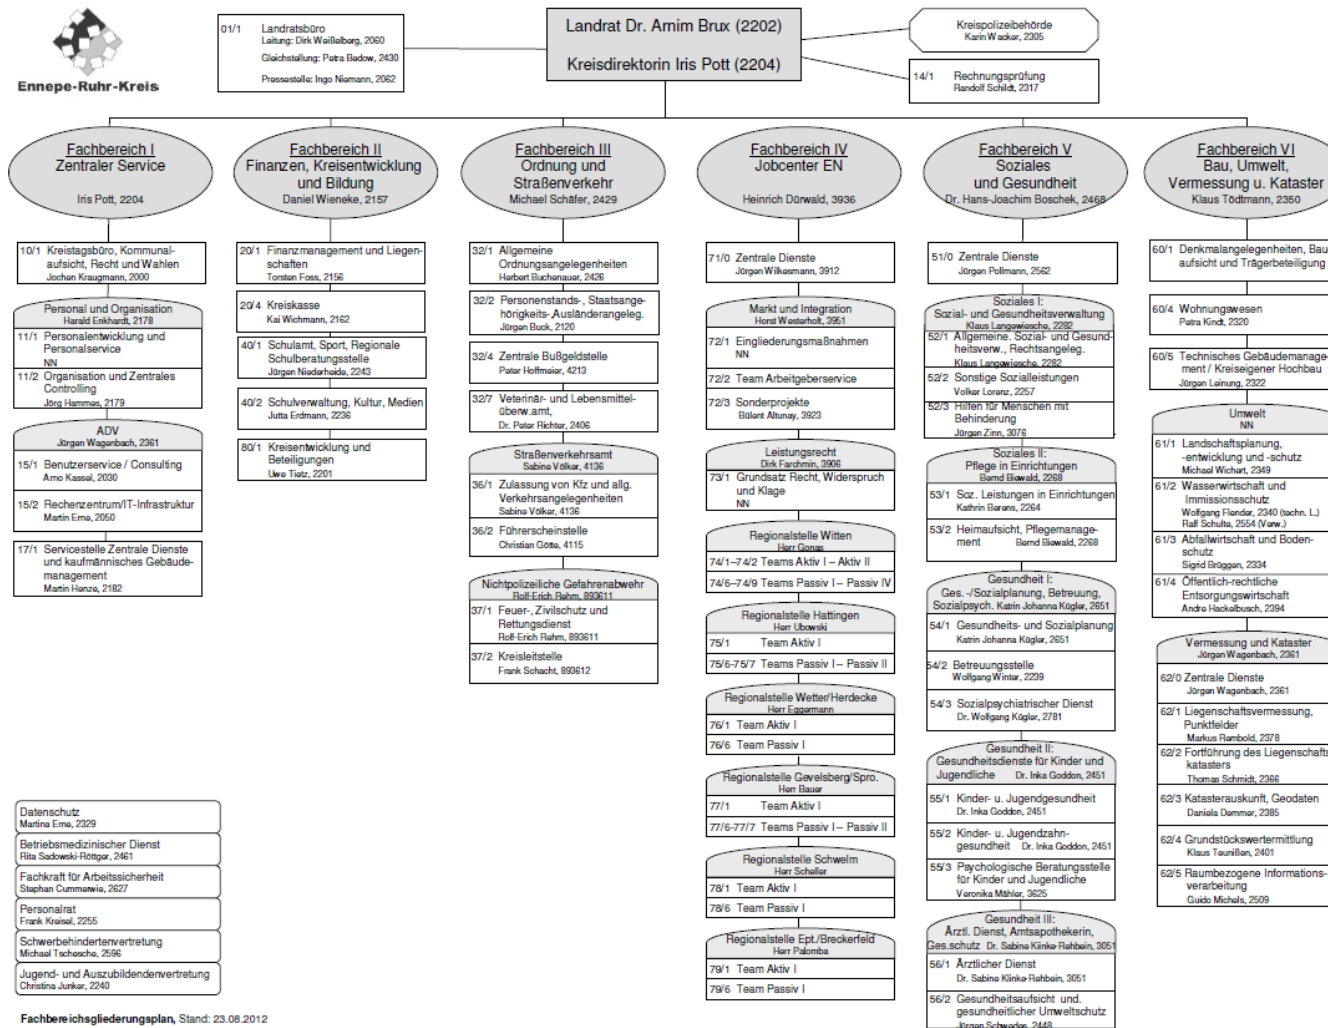 Ennepe-Ruhr-Kreis
01/1 Landratsbüro
Leitung: Dirk Weißelberg, 2060
Gleichstellung: Petra Bedow, 2430
Pressestelle: Ingo Niemann, 2062
Landrat Dr. Arnim Brux (2202)
Kreisdirektorin Iris Pott (2204)
Kreispolizeibehörde
Karin Wacker, 2305
14/1 Rechnungsprüfung
Randolf Schildt, 2317
Fachbereich I
Zentraler Service
Iris Pott, 2204
10/1 Kreistagsbüro, Kommunal-
aufsicht, Recht und Wahlen
Jochen Kraugmann, 2000
Personal und Organisation
Harald Enkhardt, 2178
11/1 Personalentwicklung und
Personalservice
NN
11/2 Organisation und Zentrales
Controlling
Jörg Hammes, 2179
ADV
Jürgen Wagenbach, 2361
15/1 Benutzerservice / Consulting
Arno Kassel, 2030
15/2 Rechenzentrum/IT-Infrastruktur
Martin Erne, 2050
17/1 Servicestelle Zentrale Dienste
und kaufmännisches Gebäude-
management
Martin Henze, 2182
Fachbereich II
Finanzen, Kreisentwicklung
und Bildung
Daniel Wieneke, 2157
20/1 Finanzmanagement und Liegen-
schaften
Torsten Foss, 2156
20/4 Kreiskasse
Kai Wichmann, 2162
40/1 Schulamt, Sport, Regionale
Schulberatungsstelle
Jürgen Niederheide, 2243
40/2 Schulverwaltung, Kultur, Medien
Jutta Erdmann, 2236
80/1 Kreisentwicklung und
Beteiligungen
Uwe Tietz, 2201
Fachbereich III
Ordnung und
Straßenverkehr
Michael Schäfer, 2429
32/1 Allgemeine
Ordnungsangelegenheiten
Herbert Buchenauer, 2426
32/2 Personenstands-, Staatsange-
hörigkeits-,Ausländerangeleg.
Jürgen Buck, 2120
32/4 Zentrale Bußgeldstelle
Peter Hoffmeier, 4213
32/7 Veterinär- und Lebensmittel-
überw.amt,
Dr. Peter Richter, 2406
Straßenverkehrsamt
Sabine Völker, 4136
36/1 Zulassung von Kfz und allg.
Verkehrsangelegenheiten
Sabine Völker, 4136
36/2 Führerscheinstelle
Christian Götte, 4115
Nichtpolizeiliche Gefahrenabwehr
Rolf-Erich Rehm, 893611
37/1 Feuer-, Zivilschutz und
Rettungsdienst
Rolf-Erich Rehm, 893611
37/2 Kreisleitstelle
Frank Schacht, 893612
Fachbereich IV
Jobcenter EN
Heinrich Dürwald, 3936
71/0 Zentrale Dienste
Jürgen Wilkesmann, 3912
Markt und Integration
Horst Westerholt, 3951
72/1 Eingliederungsmaßnahmen
NN
72/2 Team Arbeitgeberservice
72/3 Sonderprojekte
Bülent Altunay, 3923
Leistungsrecht
Dirk Farchmin, 3906
73/1 Grundsatz Recht, Widerspruch
und Klage
NN
Regionalstelle Witten
Herr Gonas
74/1–74/2 Teams Aktiv I – Aktiv II
74/6–74/9 Teams Passiv I – Passiv IV
Regionalstelle Hattingen
Herr Ubowski
75/1 Team Aktiv I
75/6-75/7 Teams Passiv I – Passiv II
Regionalstelle Wetter/Herdecke
Herr Eggermann
76/1 Team Aktiv I
76/6 Team Passiv I
Regionalstelle Gevelsberg/Spro.
Herr Bauer
77/1 Team Aktiv I
77/6-77/7 Teams Passiv I – Passiv II
Regionalstelle Schwelm
Herr Scheller
78/1 Team Aktiv I
78/6 Team Passiv I
Regionalstelle Ept./Breckerfeld
Herr Palomba
79/1 Team Aktiv I
79/6 Team Passiv I
Fachbereich V
Soziales
und Gesundheit
Dr. Hans-Joachim Boschek, 2468
51/0 Zentrale Dienste
Jürgen Pollmann, 2562
Soziales I:
Sozial- und Gesundheitsverwaltung
Klaus Langewiesche, 2282
52/1 Allgemeine. Sozial- und Gesund-
heitsverw., Rechtsangeleg.
Klaus Langewiesche, 2282
52/2 Sonstige Sozialleistungen
Volker Lorenz, 2257
52/3 Hilfen für Menschen mit
Behinderung
Jürgen Zinn, 3076
Soziales II:
Pflege in Einrichtungen
Bernd Biewald, 2268
53/1 Soz. Leistungen in Einrichtungen
Kathrin Berens, 2264
53/2 Heimaufsicht, Pflegemanage-
ment Bernd Biewald, 2268
Gesundheit I:
Ges. -/Sozialplanung, Betreuung,
Sozialpsych. Katrin Johanna Kügler, 2651
54/1 Gesundheits- und Sozialplanung
Katrin Johanna Kügler, 2651
54/2 Betreuungsstelle
Wolfgang Winter, 2239
54/3 Sozialpsychiatrischer Dienst
Dr. Wolfgang Kügler, 2781
Gesundheit II:
Gesundheitsdienste für Kinder und
Jugendliche Dr. Inka Goddon, 2451
55/1 Kinder- u. Jugendgesundheit
Dr. Inka Goddon, 2451
55/2 Kinder- u. Jugendzahn-
gesundheit Dr. Inka Goddon, 2451
55/3 Psychologische Beratungsstelle
für Kinder und Jugendliche
Veronika Mähler, 3625
Gesundheit III:
Ärztl. Dienst, Amtsapothekerin,
Ges.schutz Dr. Sabine Klinke-Rehbein, 3051
56/1 Ärztlicher Dienst
Dr. Sabine Klinke-Rehbein, 3051
56/2 Gesundheitsaufsicht und.
gesundheitlicher Umweltschutz
Jürgen Schwedes, 2448
Fachbereich VI
Bau, Umwelt,
Vermessung u. Kataster
Klaus Tödtmann, 2350
60/1 Denkmalangelegenheiten, Bau-
aufsicht und Trägerbeteiligung
60/4 Wohnungswesen
Petra Kindt, 2320
60/5 Technisches Gebäudemanage-
ment / Kreiseigener Hochbau
Jürgen Leinung, 2322
Umwelt
NN
61/1 Landschaftsplanung,
-entwicklung und -schutz
Michael Wichert, 2349
61/2 Wasserwirtschaft und
Immissionsschutz
Wolfgang Flender, 2340 (techn. L.)
Ralf Schulte, 2554 (Verw.)
61/3 Abfallwirtschaft und Boden-
schutz
Sigrid Brüggen, 2334
61/4 Öffentlich-rechtliche
Entsorgungswirtschaft
Andre Hackelbusch, 2394
Vermessung und Kataster
Jürgen Wagenbach, 2361
62/0 Zentrale Dienste
Jürgen Wagenbach, 2361
62/1 Liegenschaftsvermessung,
Punktfelder
Markus Rembold, 2378
62/2 Fortführung des Liegenschafts
katasters
Thomas Schmidt, 2366
62/3 Katasterauskunft, Geodaten
Daniela Demmer, 2385
62/4 Grundstückswertermittlung
Klaus Teunißen, 2401
62/5 Raumbezogene Informations-
verarbeitung
Guido Michels, 2509
Datenschutz
Martina Erne, 2329
Betriebsmedizinischer Dienst
Rita Sadowski-Röttger, 2461
Fachkraft für Arbeitssicherheit
Stephan Cummerwie, 2627
Personalrat
Frank Kreisel, 2255
Schwerbehindertenvertretung
Michael Tschesche, 2596
Jugend- und Auszubildendenvertretung
Christina Junker, 2240
Fachbereichsgliederungsplan, Stand: 23.08.2012